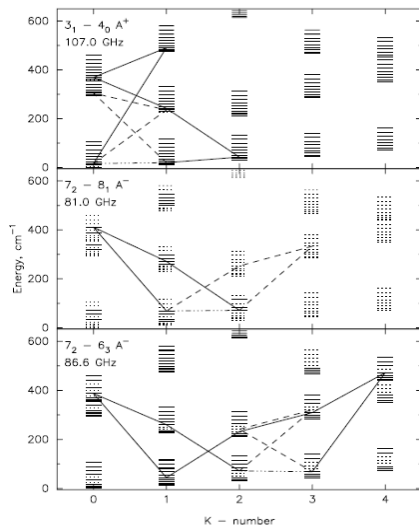 600
3₁ – 4₀ A⁺
107.0 GHz
400
200
0
600
7₂ – 8₁ A⁻
81.0 GHz
400
200
0
Energy, cm⁻¹
600
7₂ – 6₃ A⁻
86.6 GHz
400
200
0
0 1 2 3 4
K – number